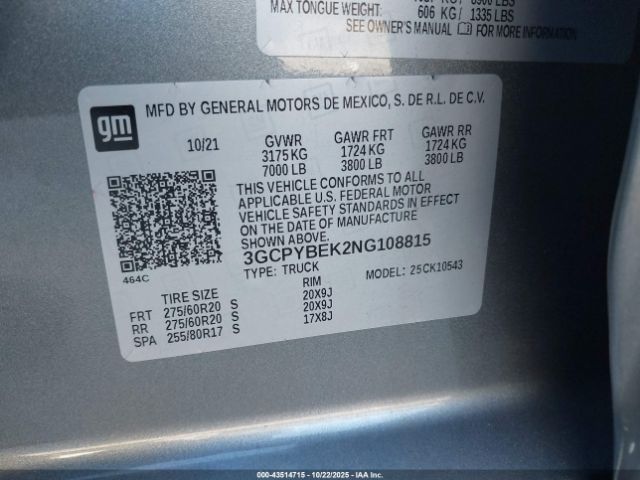 LBS
MAX TONGUE WEIGHT: 606 KG / 1335 LBS
SEE OWNER'S MANUAL FOR MORE INFORMATION
gm
MFD BY GENERAL MOTORS DE MEXICO, S. DE R.L. DE C.V.
10/21 GVWR GAWR FRT GAWR RR
3175 KG 1724 KG 1724 KG
7000 LB 3800 LB 3800 LB
THIS VEHICLE CONFORMS TO ALL
APPLICABLE U.S. FEDERAL MOTOR
VEHICLE SAFETY STANDARDS IN EFFECT
ON THE DATE OF MANUFACTURE
SHOWN ABOVE.
3GCPYBEK2NG108815
464C
TYPE: TRUCK MODEL: 25CK10543
TIRE SIZE RIM
FRT 275/60R20 S 20X9J
RR 275/60R20 S 20X9J
SPA 255/80R17 S 17X8J
000-43514715 - 10/22/2025 - IAAI.COM